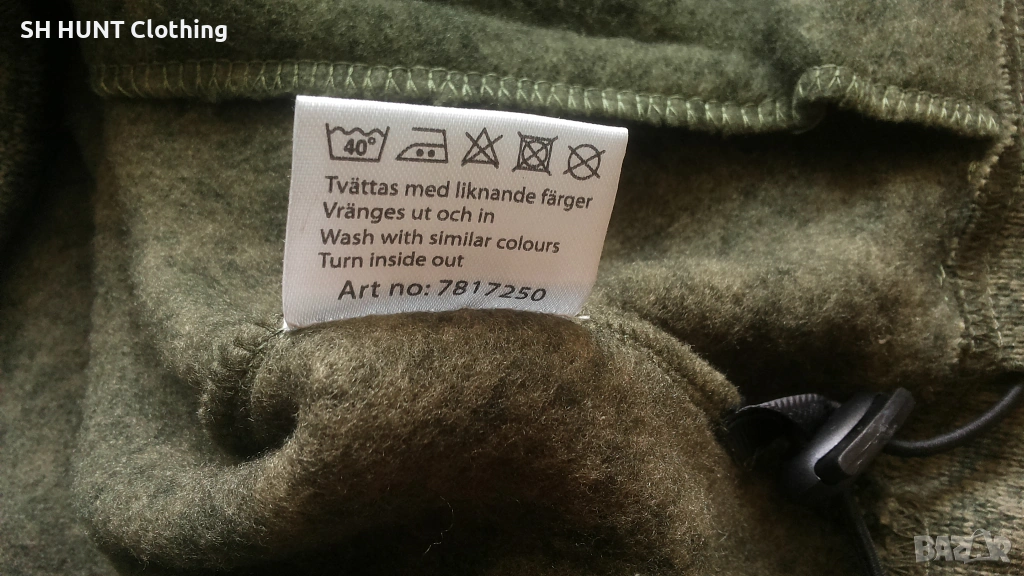 SH HUNT Clothing
40°
Tvättas med liknande färger
Vränges ut och in
Wash with similar colours
Turn inside out
Art no: 7817250
BAZAR